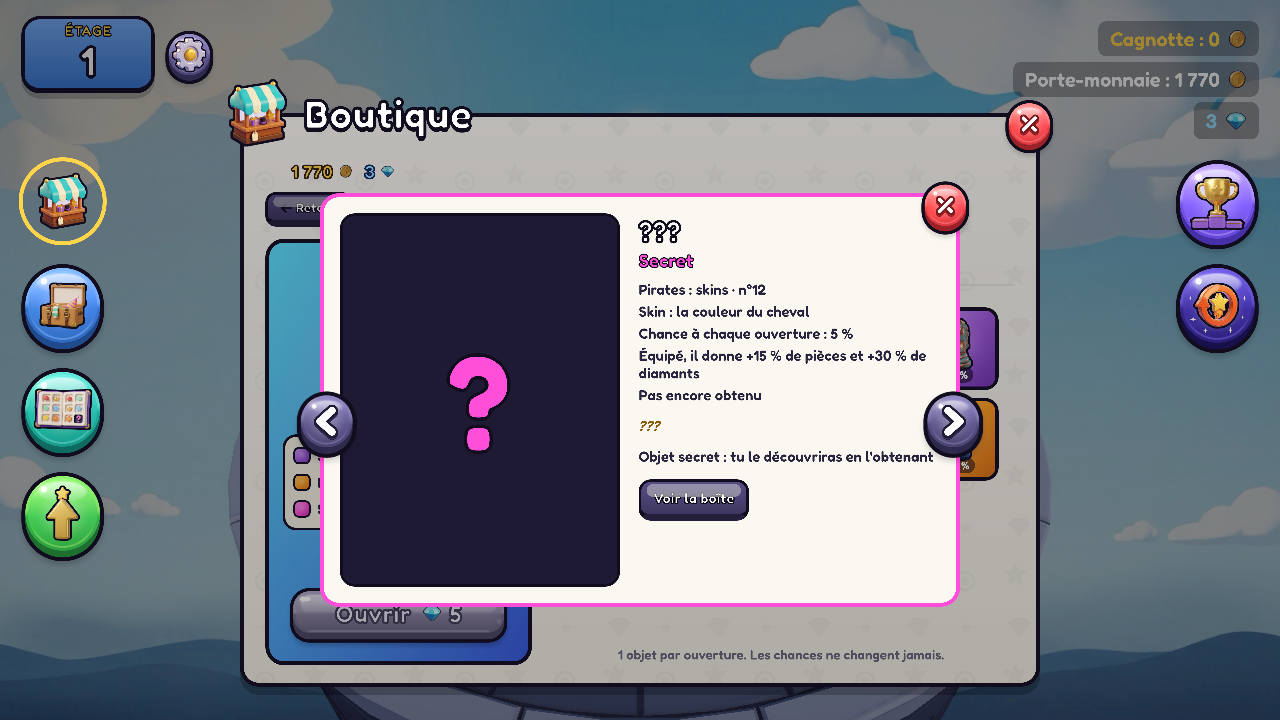 ÉTAGE
1
Cagnotte : 0
Porte-monnaie : 1 770
3
Boutique
1 770 3
← Reto
???
Secret
Pirates : skins · n°12
Skin : la couleur du cheval
Chance à chaque ouverture : 5 %
Équipé, il donne +15 % de pièces et +30 % de
diamants
Pas encore obtenu
???
Objet secret : tu le découvriras en l'obtenant
Voir la boîte
?
%
%
Ouvrir 5
1 objet par ouverture. Les chances ne changent jamais.